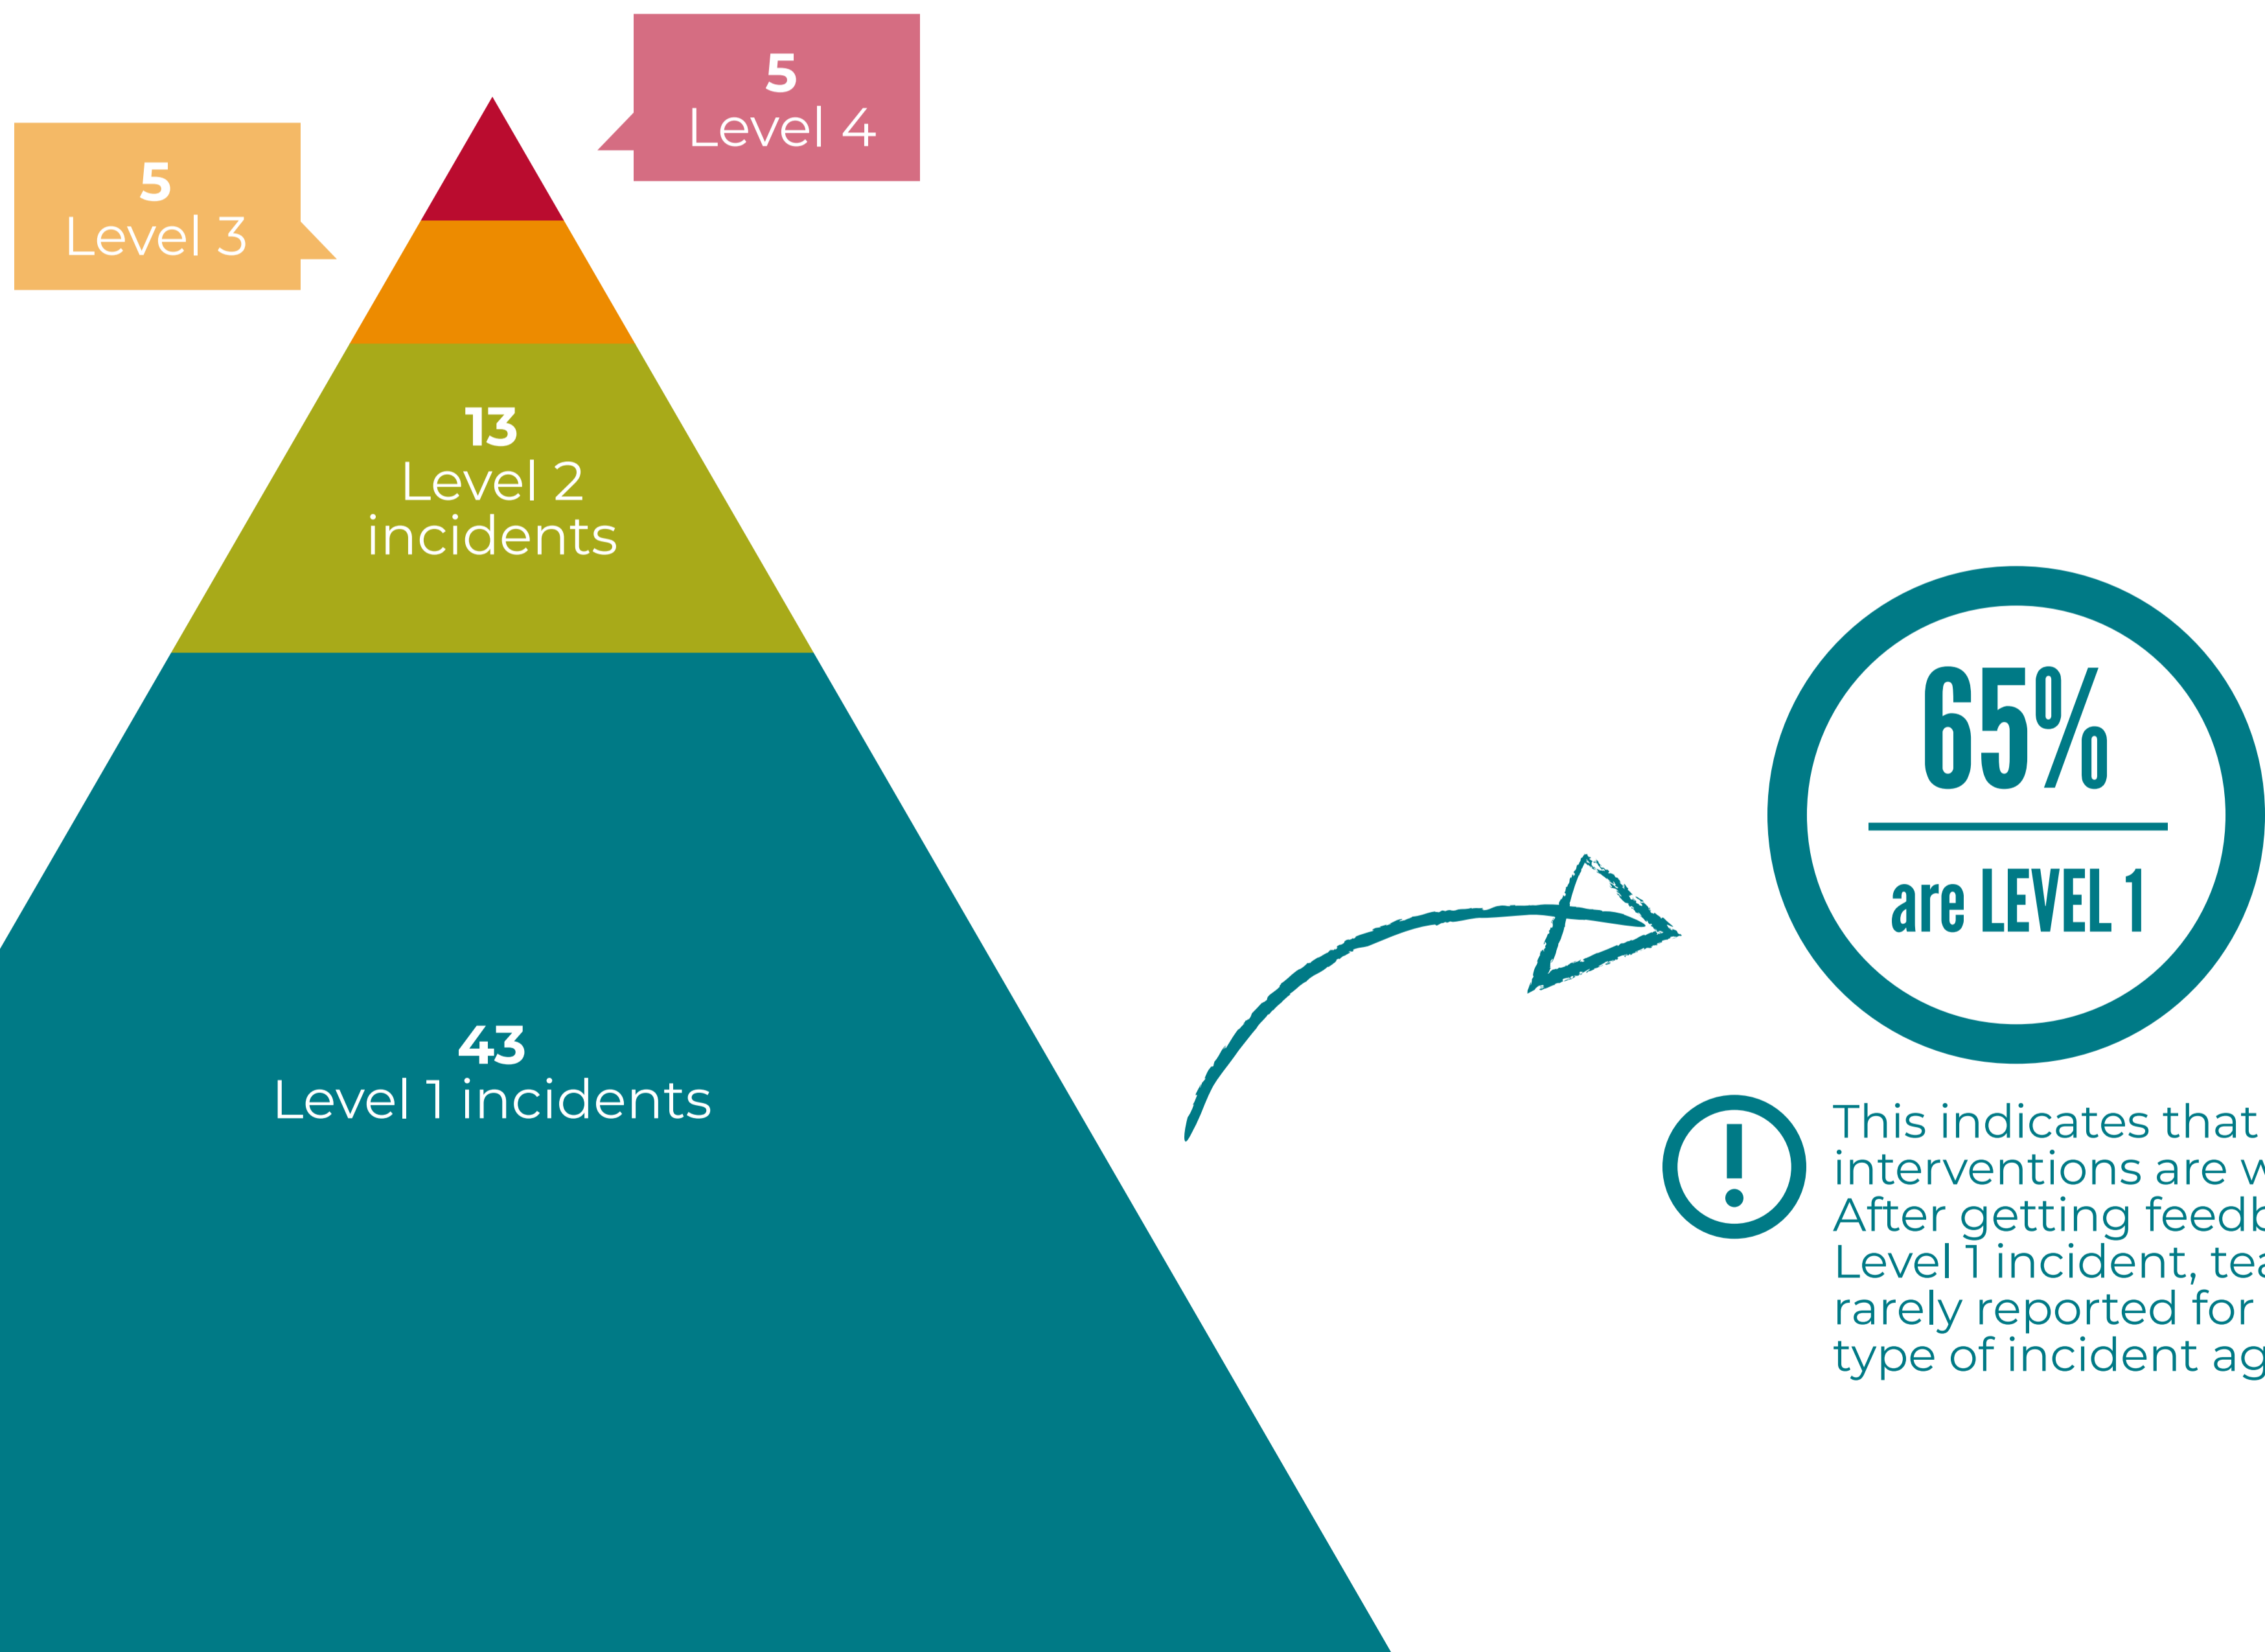 5
Level 4
5
Level 3
13
Level 2
incidents
43
Level 1 incidents
65%
are LEVEL 1
This indicates that
interventions are
After getting
Level 1 incident,
rarely reported for
type of incident